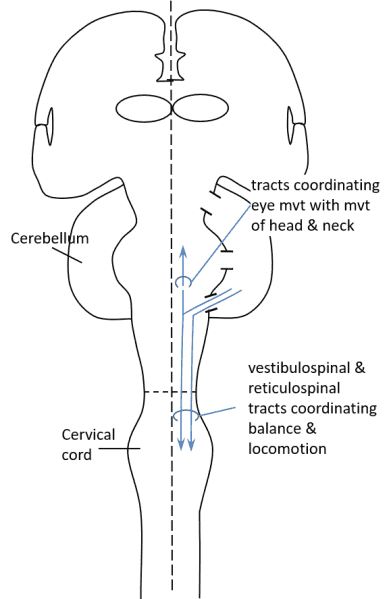 tracts coordinating
eye mvt with mvt
of head & neck
Cerebellum
vestibulospinal &
reticulospinal
tracts coordinating
balance &
locomotion
Cervical
cord